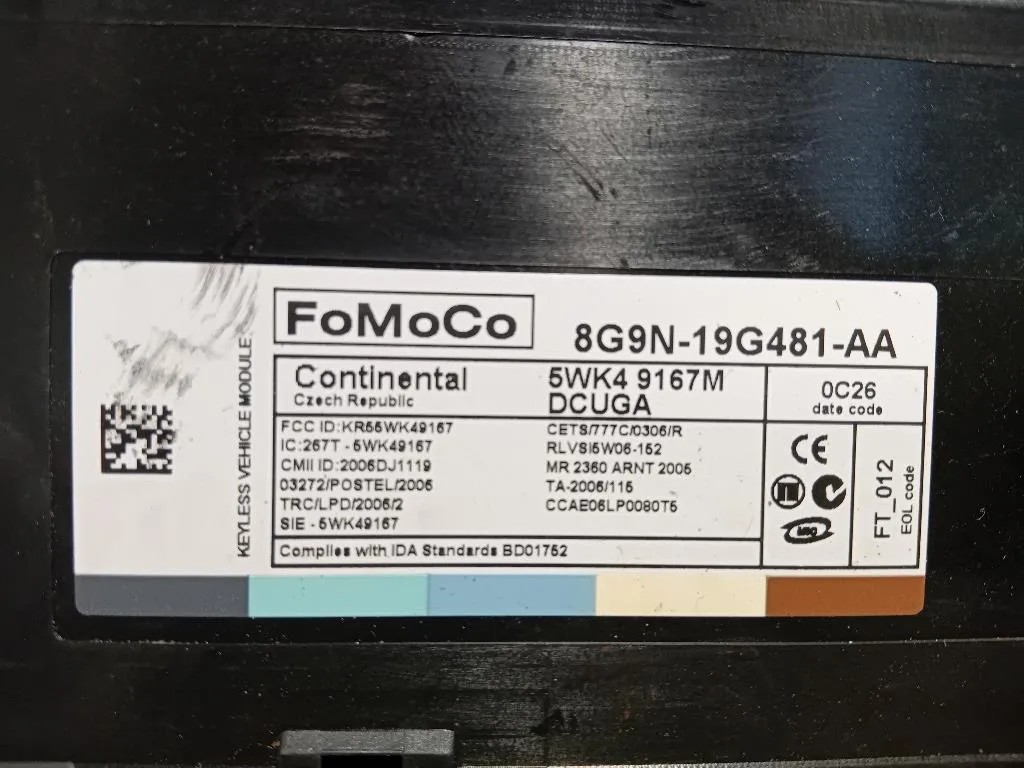 FoMoCo
8G9N-19G481-AA
KEYLESS VEHICLE MODULE
Continental
Czech Republic
5WK4 9167M
DCUGA
0C26
date code
FCC ID:KR55WK49167
IC:267T - 5WK49167
CMII ID:2006DJ1119
03272/POSTEL/2006
TRC/LPD/2006/2
SIE - 5WK49167
CETS/777C/0306/R
RLVSI5W06-152
MR 2360 ARNT 2006
TA-2006/115
CCAE06LP0080T5
CE
FT_012
EOL code
Complies with IDA Standards BD01752